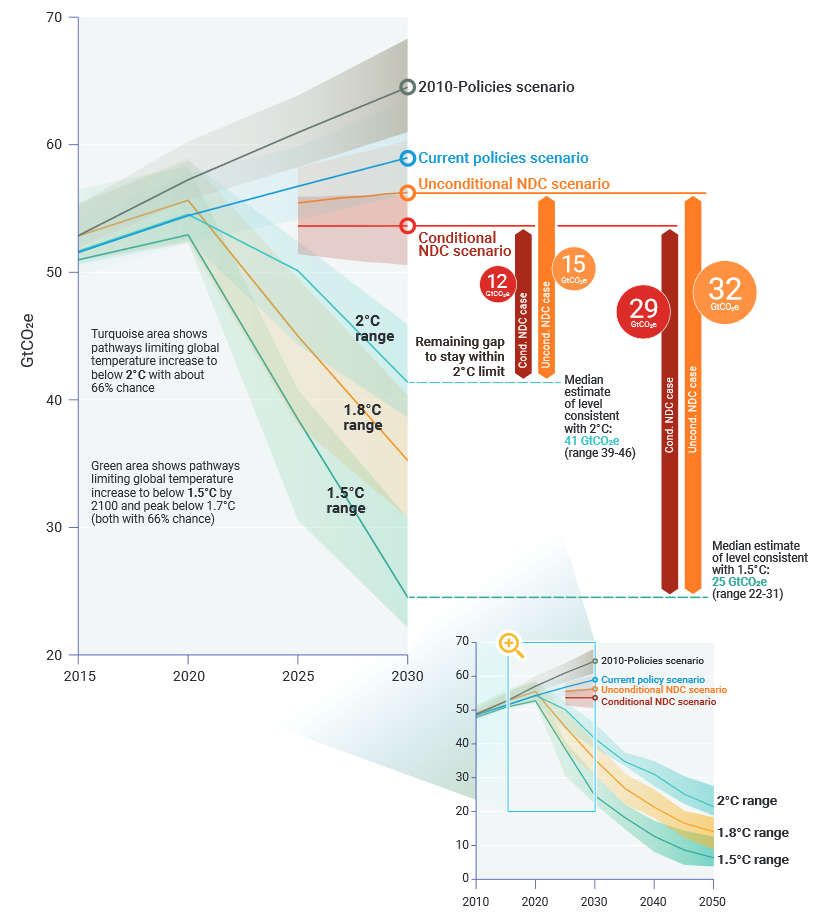 70
60
50
40
30
20
GtCO₂e
2015
2020
2025
2030
2010-Policies scenario
Current policies scenario
Unconditional NDC scenario
Conditional
NDC scenario
12
GtCO₂e
15
GtCO₂e
29
GtCO₂e
32
GtCO₂e
Cond. NDC case
Uncond. NDC case
Cond. NDC case
Uncond. NDC case
2°C
range
1.8°C
range
1.5°C
range
Turquoise area shows
pathways limiting global
temperature increase to
below 2°C with about
66% chance
Green area shows pathways
limiting global temperature
increase to below 1.5°C by
2100 and peak below 1.7°C
(both with 66% chance)
Remaining gap
to stay within
2°C limit
Median
estimate
of level
consistent
with 2°C:
41 GtCO₂e
(range 39-46)
Median estimate
of level consistent
with 1.5°C:
25 GtCO₂e
(range 22-31)
70
60
50
40
30
20
10
0
2010
2020
2030
2040
2050
2010-Policies scenario
Current policy scenario
Unconditional NDC scenario
Conditional NDC scenario
2°C range
1.8°C range
1.5°C range